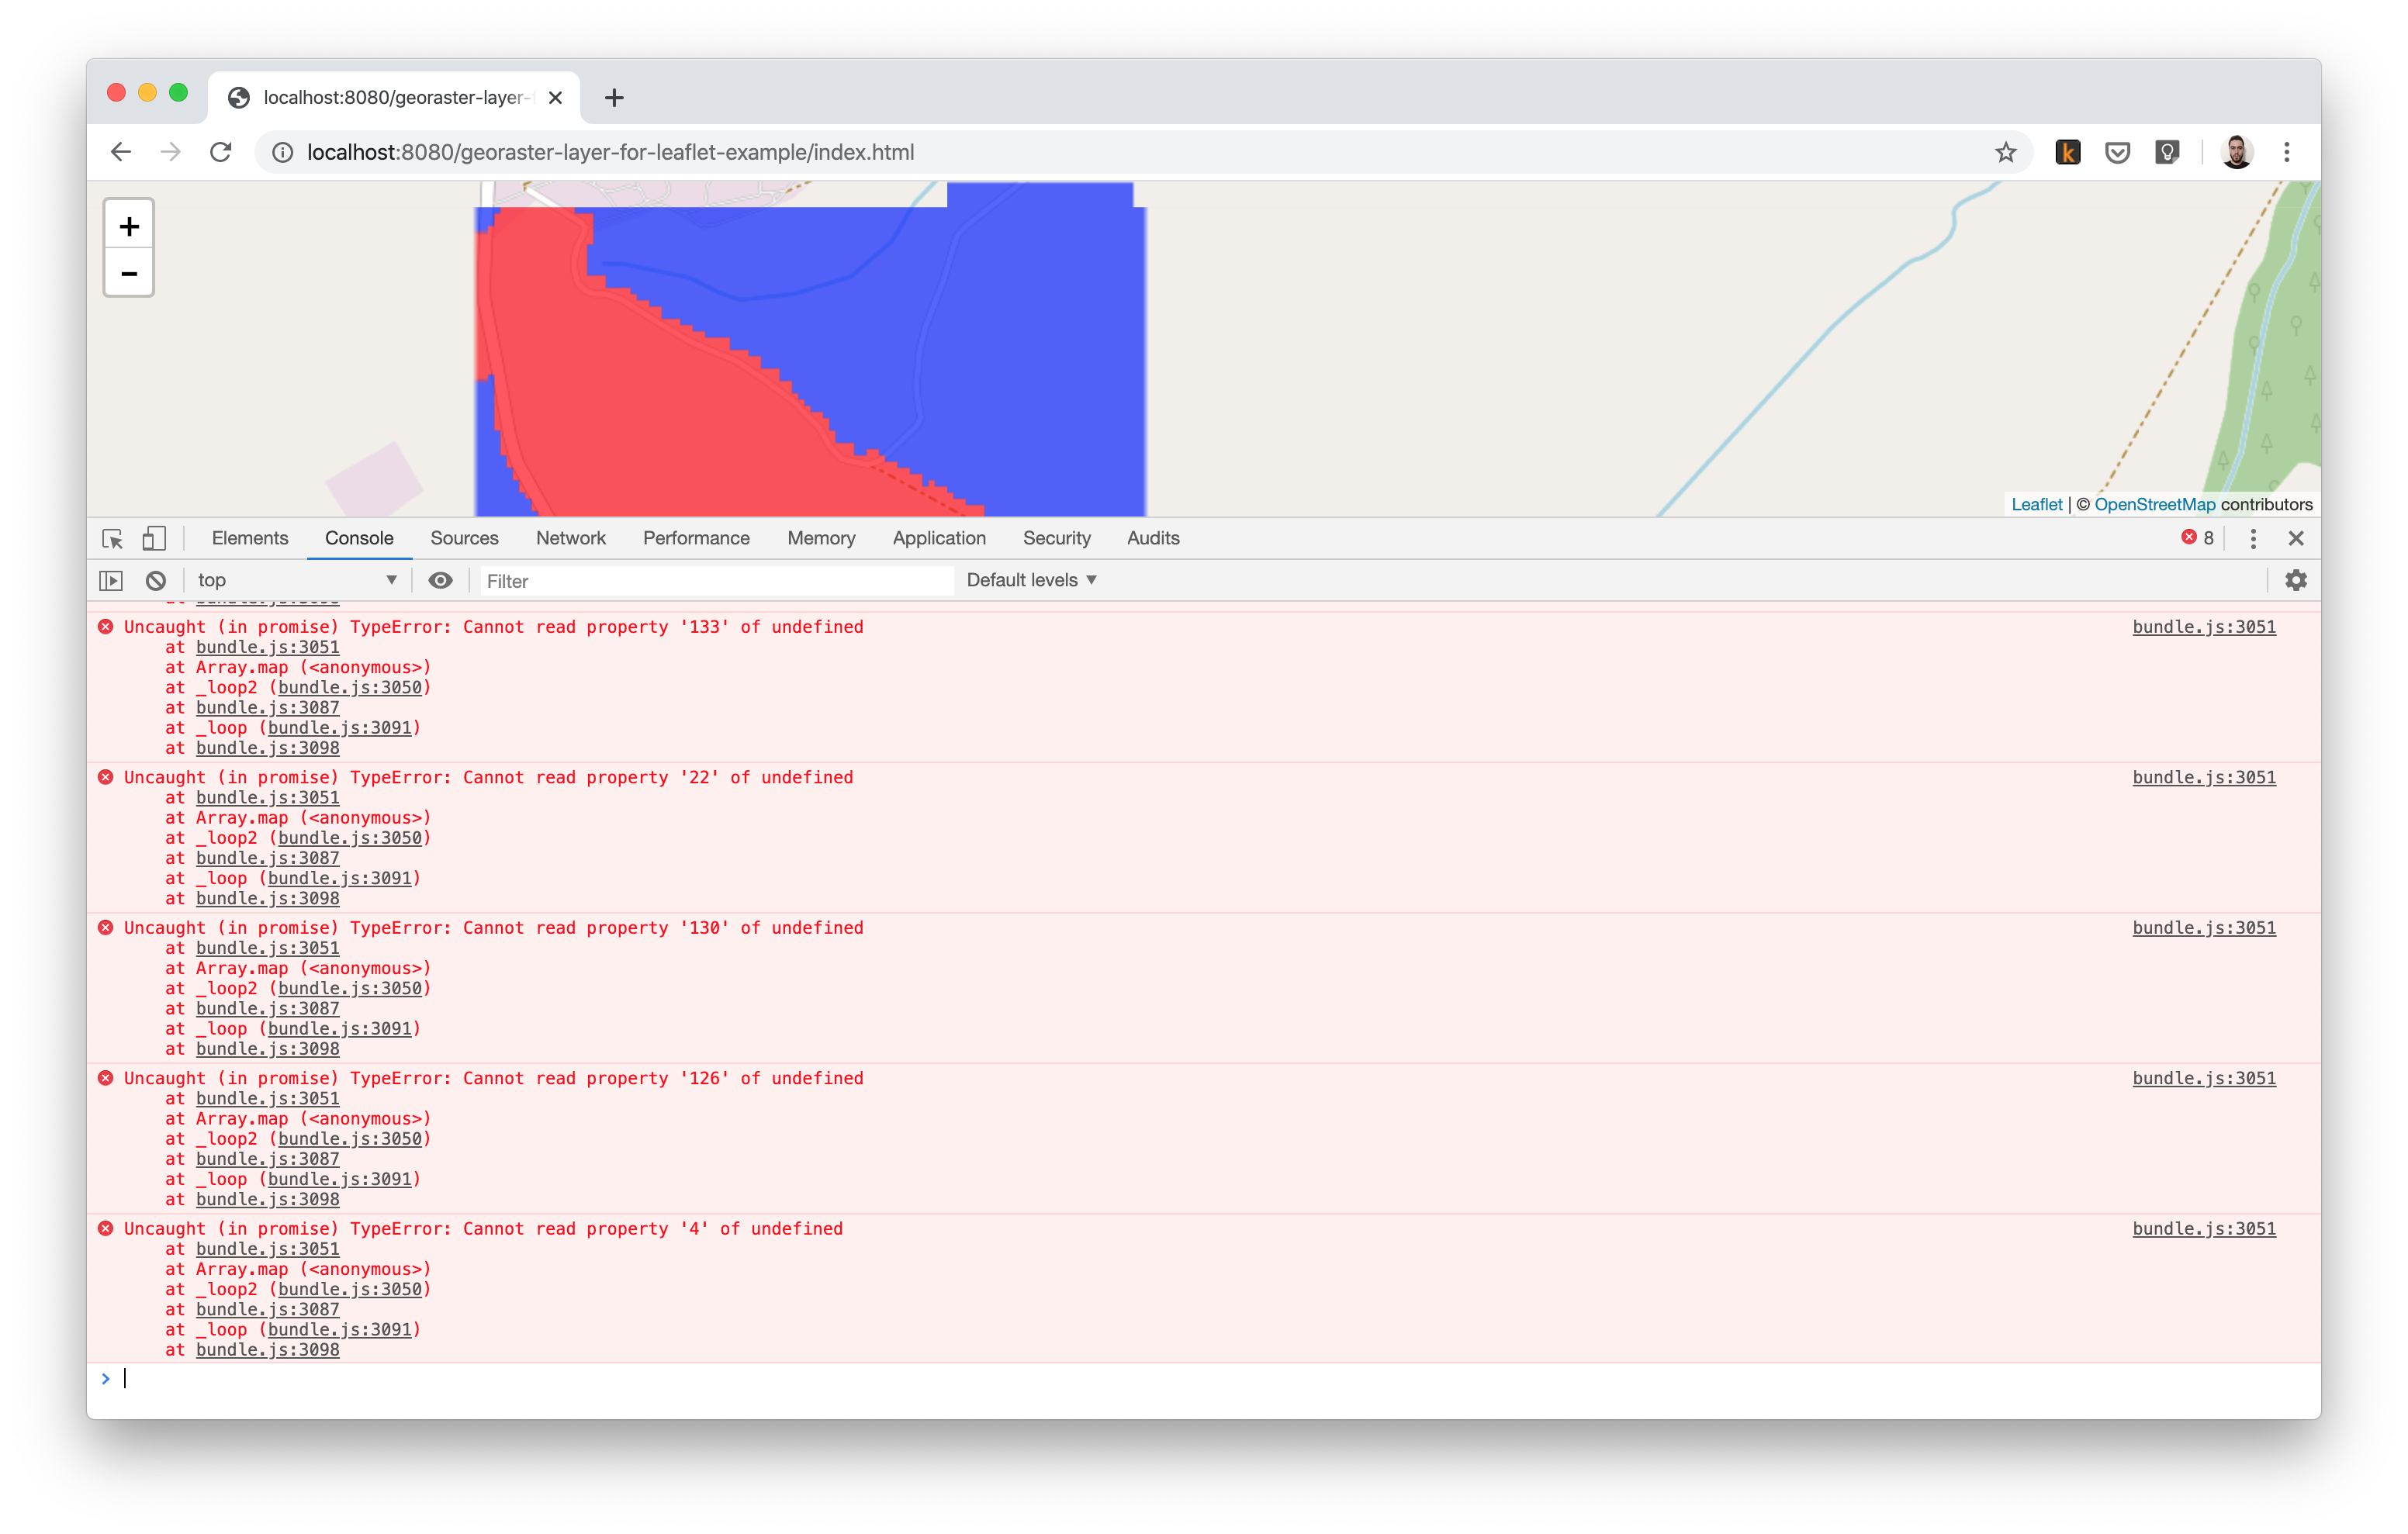 localhost:8080/georaster-layer-
localhost:8080/georaster-layer-for-leaflet-example/index.html
k
+
−
Leaflet | © OpenStreetMap contributors
Elements Console Sources Network Performance Memory Application Security Audits 8
top Filter Default levels
Uncaught (in promise) TypeError: Cannot read property '133' of undefined bundle.js:3051
at bundle.js:3051
at Array.map (<anonymous>)
at _loop2 (bundle.js:3050)
at bundle.js:3087
at _loop (bundle.js:3091)
at bundle.js:3098
Uncaught (in promise) TypeError: Cannot read property '22' of undefined bundle.js:3051
at bundle.js:3051
at Array.map (<anonymous>)
at _loop2 (bundle.js:3050)
at bundle.js:3087
at _loop (bundle.js:3091)
at bundle.js:3098
Uncaught (in promise) TypeError: Cannot read property '130' of undefined bundle.js:3051
at bundle.js:3051
at Array.map (<anonymous>)
at _loop2 (bundle.js:3050)
at bundle.js:3087
at _loop (bundle.js:3091)
at bundle.js:3098
Uncaught (in promise) TypeError: Cannot read property '126' of undefined bundle.js:3051
at bundle.js:3051
at Array.map (<anonymous>)
at _loop2 (bundle.js:3050)
at bundle.js:3087
at _loop (bundle.js:3091)
at bundle.js:3098
Uncaught (in promise) TypeError: Cannot read property '4' of undefined bundle.js:3051
at bundle.js:3051
at Array.map (<anonymous>)
at _loop2 (bundle.js:3050)
at bundle.js:3087
at _loop (bundle.js:3091)
at bundle.js:3098